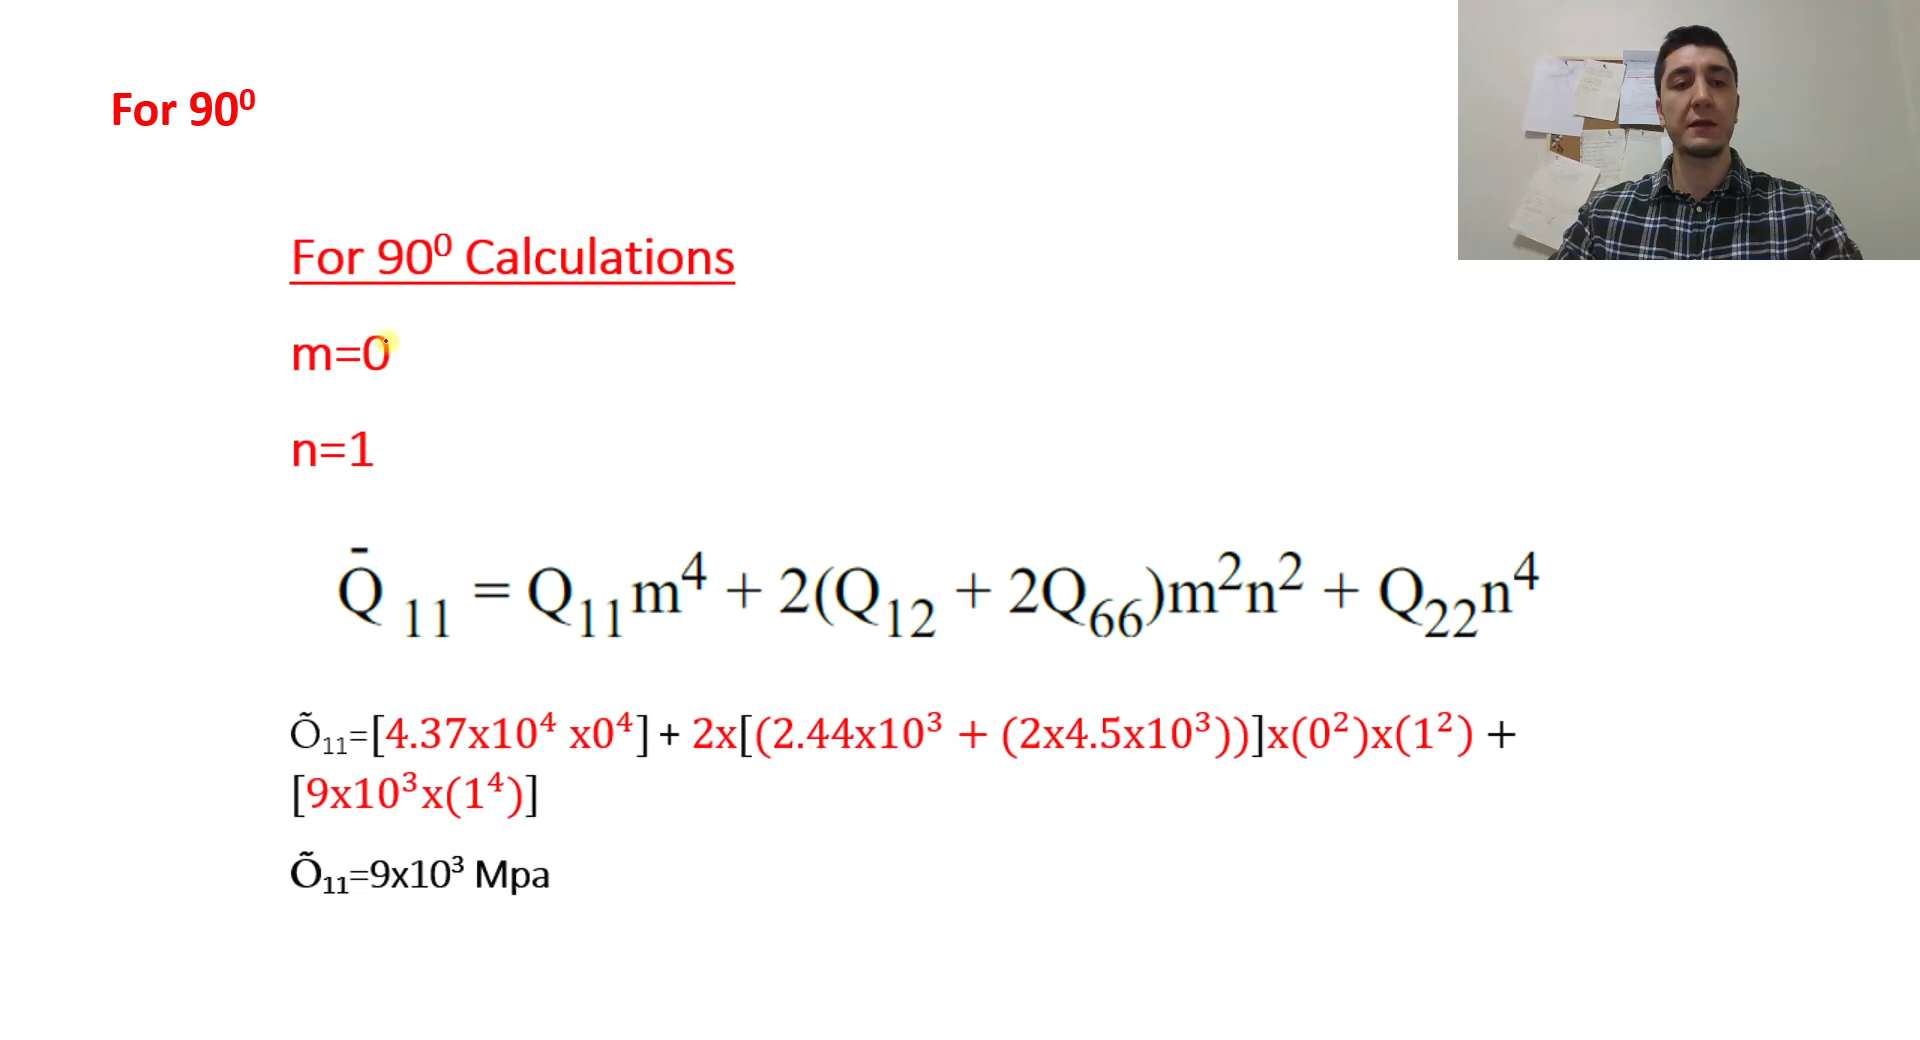 For 90⁰
For 90⁰ Calculations
m=0
n=1
Q̄ ₁₁ = Q₁₁m⁴ + 2(Q₁₂ + 2Q₆₆)m²n² + Q₂₂n⁴
Õ₁₁=[4.37x10⁴ x0⁴] + 2x[(2.44x10³ + (2x4.5x10³))]x(0²)x(1²) +
[9x10³x(1⁴)]
Õ₁₁=9x10³ Mpa